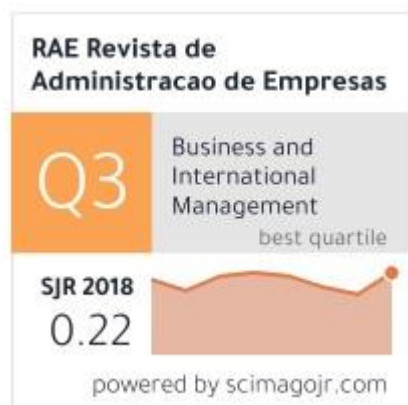 RAE Revista de
Administracao de Empresas
Q3
Business and
International
Management
best quartile
SJR 2018
0.22
powered by scimagojr.com